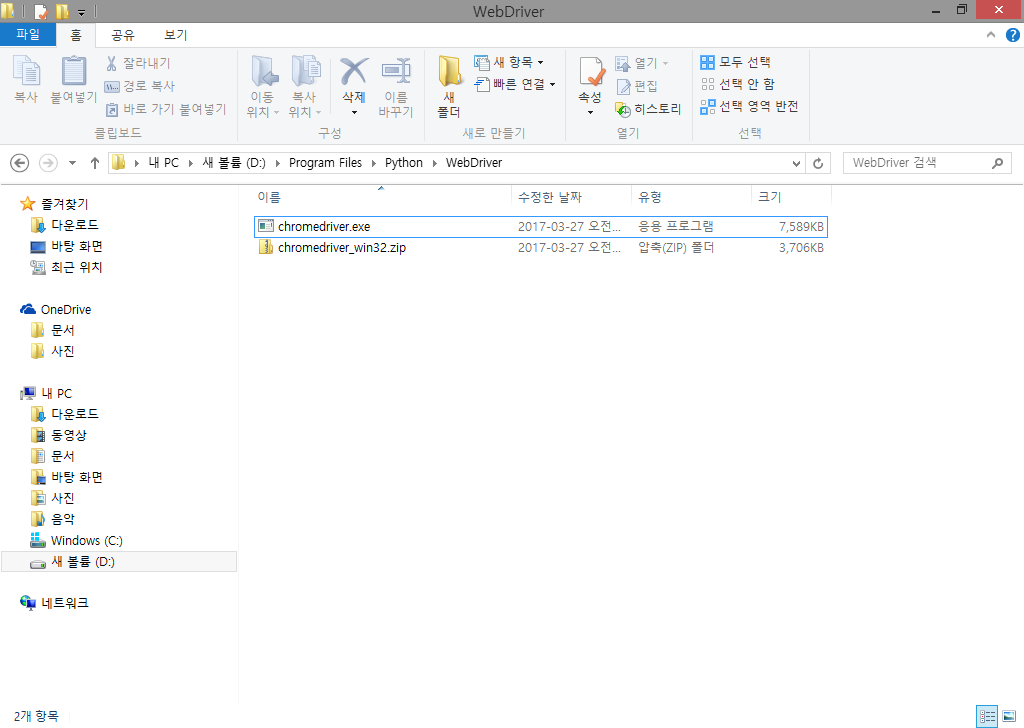 WebDriver
파일 홈 공유 보기
복사
붙여넣기
잘라내기
경로 복사
바로 가기 붙여넣기
클립보드
이동 위치
복사 위치
삭제
이름 바꾸기
구성
새 폴더
새 항목
빠른 연결
새로 만들기
속성
열기
편집
히스토리
열기
모두 선택
선택 안 함
선택 영역 반전
선택
내 PC 새 볼륨 (D:) Program Files Python WebDriver
WebDriver 검색
즐겨찾기
다운로드
바탕 화면
최근 위치
OneDrive
문서
사진
내 PC
다운로드
동영상
문서
바탕 화면
사진
음악
Windows (C:)
새 볼륨 (D:)
네트워크
이름 수정한 날짜 유형 크기
chromedriver.exe 2017-03-27 오전... 응용 프로그램 7,589KB
chromedriver_win32.zip 2017-03-27 오전... 압축(ZIP) 폴더 3,706KB
2개 항목